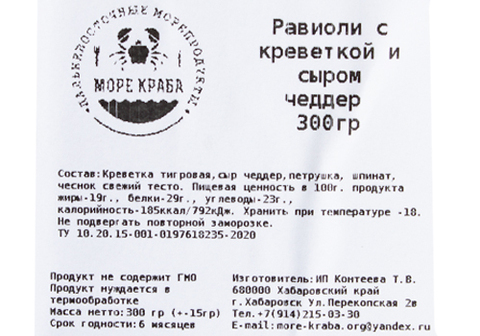 ДАЛЬНЕВОСТОЧНЫЕ МОРЕПРОДУКТЫ
МОРЕ КРАБА
Равиоли с
креветкой и
сыром
чеддер
300гр
Состав:Креветка тигровая,сыр чеддер,петрушка, шпинат,
чеснок свежий тесто. Пищевая ценность в 100г. продукта
жиры-19г., белки-29г., углеводы-23г.,
калорийность-185ккал/792кДж. Хранить при температуре -18.
Не подвергать повторной заморозке.
ТУ 10.20.15-001-0197618235-2020
Продукт не содержит ГМО
Продукт нуждается в
термообработке
Масса нетто:300 гр (+-15гр)
Срок годности:6 месяцев
Изготовитель:ИП Контеева Т.В.
680000 Хабаровский край
г.Хабаровск Ул.Перекопская 2в
Тел.+7(914)215-03-30
E-mail:more-kraba.org@yandex.ru